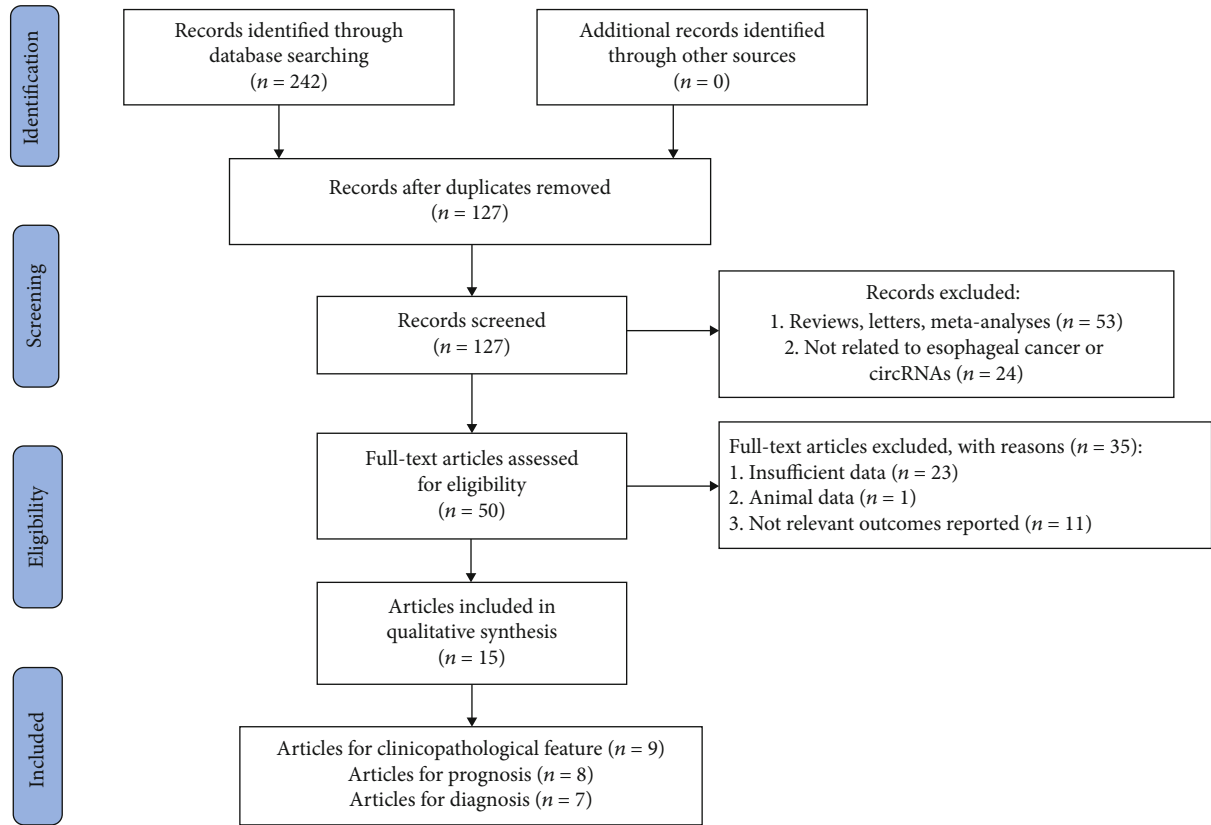 Identification
Records identified through
database searching
(n = 242)
Additional records identified
through other sources
(n = 0)
Records after duplicates removed
(n = 127)
Screening
Records screened
(n = 127)
Records excluded:
1. Reviews, letters, meta-analyses (n = 53)
2. Not related to esophageal cancer or
circRNAs (n = 24)
Eligibility
Full-text articles assessed
for eligibility
(n = 50)
Full-text articles excluded, with reasons (n = 35):
1. Insufficient data (n = 23)
2. Animal data (n = 1)
3. Not relevant outcomes reported (n = 11)
Articles included in
qualitative synthesis
(n = 15)
Included
Articles for clinicopathological feature (n = 9)
Articles for prognosis (n = 8)
Articles for diagnosis (n = 7)